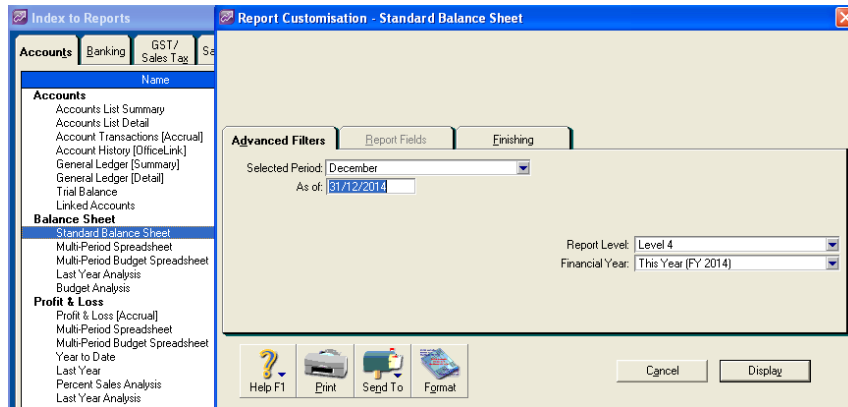 Index to Reports
Accounts
Banking
GST/
Sales Tax
Sa
Name
Accounts
Accounts List Summary
Accounts List Detail
Account Transactions [Accrual]
Account History [OfficeLink]
General Ledger [Summary]
General Ledger [Detail]
Trial Balance
Linked Accounts
Balance Sheet
Standard Balance Sheet
Multi-Period Spreadsheet
Multi-Period Budget Spreadsheet
Last Year Analysis
Budget Analysis
Profit & Loss
Profit & Loss [Accrual]
Multi-Period Spreadsheet
Multi-Period Budget Spreadsheet
Year to Date
Last Year
Percent Sales Analysis
Last Year Analysis
Report Customisation - Standard Balance Sheet
Advanced Filters
Report Fields
Finishing
Selected Period: December
As of: 31/12/2014
Report Level: Level 4
Financial Year: This Year (FY 2014)
Help F1
Print
Send To
Format
Cancel
Display